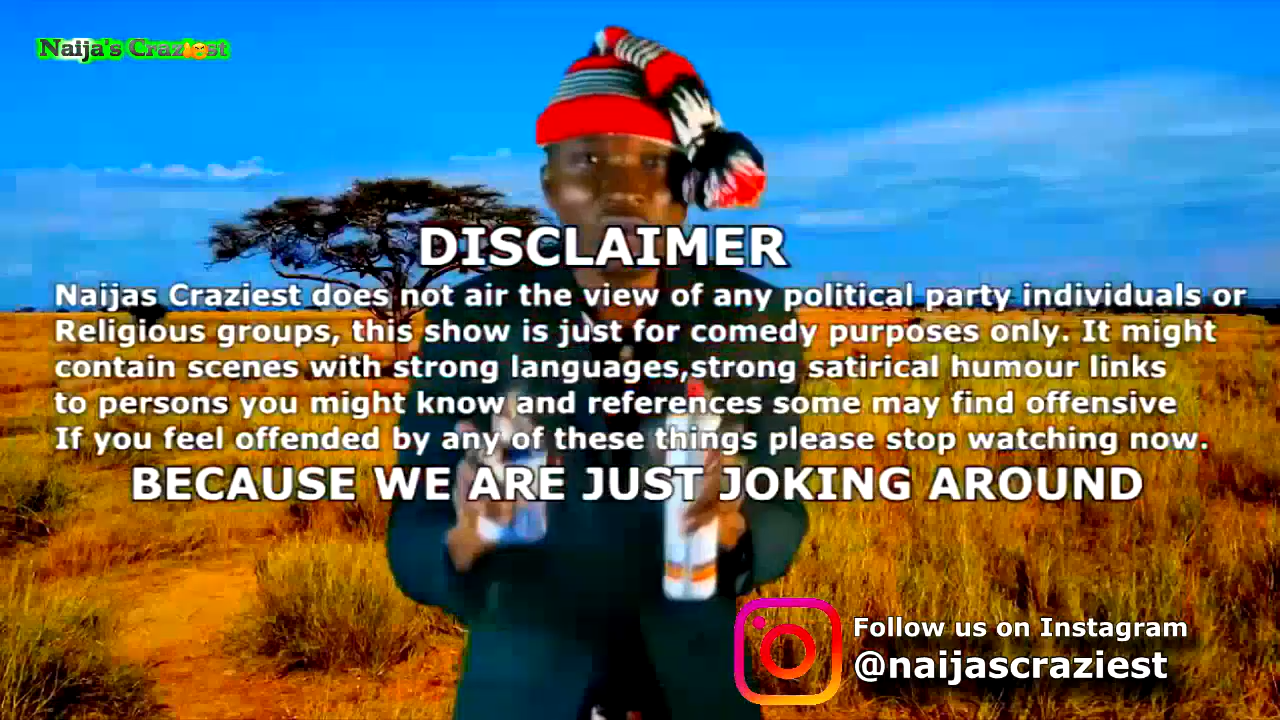 Naija's Craziest
DISCLAIMER
Naijas Craziest does not air the view of any political party individuals or
Religious groups, this show is just for comedy purposes only. It might
contain scenes with strong languages,strong satirical humour links
to persons you might know and references some may find offensive
If you feel offended by any of these things please stop watching now.
BECAUSE WE ARE JUST JOKING AROUND
Follow us on Instagram
@naijascraziest